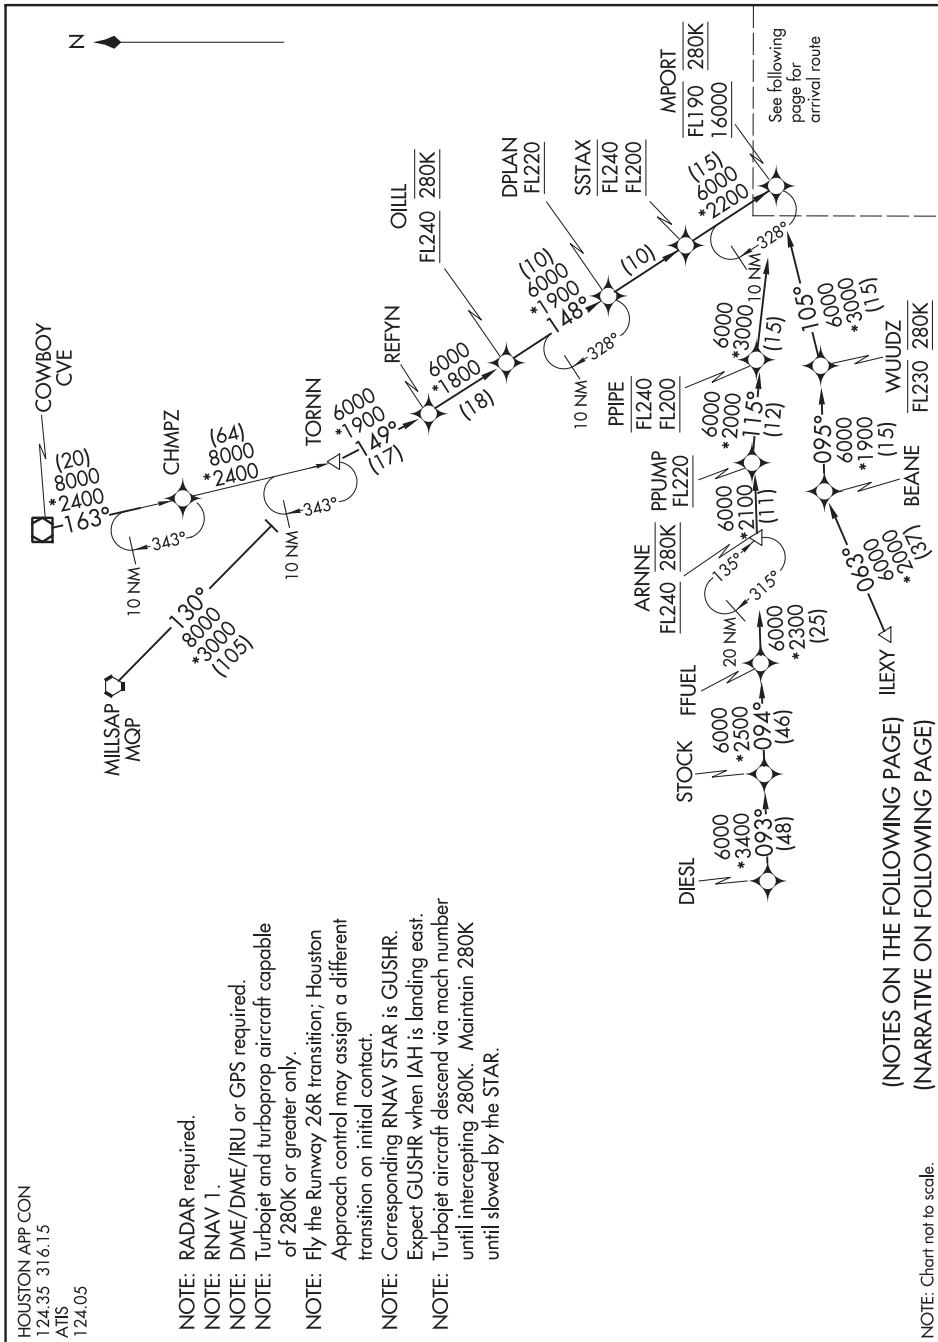 HOUSTON APP CON
124.35 316.15
ATIS
124.05
NOTE: RADAR required.
NOTE: RNAV 1.
NOTE: DME/DME/IRU or GPS required.
NOTE: Turbojet and turboprop aircraft capable
of 280K or greater only.
NOTE: Fly the Runway 26R transition; Houston
Approach control may assign a different
transition on initial contact.
NOTE: Corresponding RNAV STAR is GUSHR.
Expect GUSHR when IAH is landing east.
NOTE: Turbojet aircraft descend via mach number
until intercepting 280K. Maintain 280K
until slowed by the STAR.
N
COWBOY
CVE
(20)
8000
*2400
163°
343°
10 NM
CHMPZ
(64)
8000
*2400
MILLSAP
MQP
130°
8000
*3000
(105)
343°
10 NM
TORNN
6000
*1900
149°
(17)
REFYN
6000
*1800
(18)
OILLL
FL240 280K
(10)
6000
*1900
148°
328°
10 NM
DPLAN
FL220
(10)
SSTAX
FL240
FL200
(15)
6000
*2200
328°
10 NM
MPORT
FL190 280K
16000
See following
page for
arrival route
DIESL
6000
*3400
093°
(48)
STOCK
6000
*2500
094°
(46)
FFUEL
6000
*2300
(25)
20 NM
135°
315°
ARNNE
FL240 280K
6000
*2100
(11)
PPUMP
FL220
6000
*2000
115°
(12)
PPIPE
FL240
FL200
6000
*3000
(15)
ILEXY
063°
6000
*2000
(37)
BEANE
095°
6000
*1900
(15)
WUUDZ
FL230 280K
105°
6000
*3000
(15)
(NOTES ON THE FOLLOWING PAGE)
(NARRATIVE ON FOLLOWING PAGE)
NOTE: Chart not to scale.